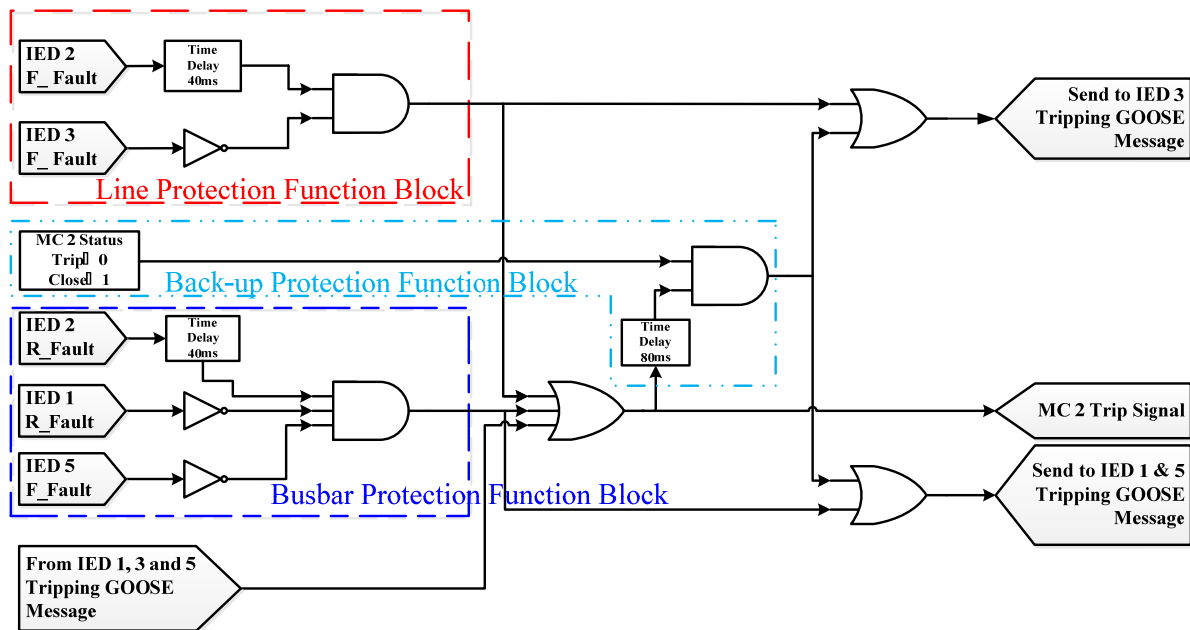 IED 2
F_ Fault
Time
Delay
40ms
IED 3
F_ Fault
Line Protection Function Block
Send to IED 3
Tripping GOOSE
Message
MC 2 Status
Trip▯ 0
Close▯ 1
Back-up Protection Function Block
IED 2
R_Fault
Time
Delay
40ms
Time
Delay
80ms
IED 1
R_Fault
MC 2 Trip Signal
IED 5
F_Fault
Busbar Protection Function Block
Send to IED 1 & 5
Tripping GOOSE
Message
From IED 1, 3 and 5
Tripping GOOSE
Message